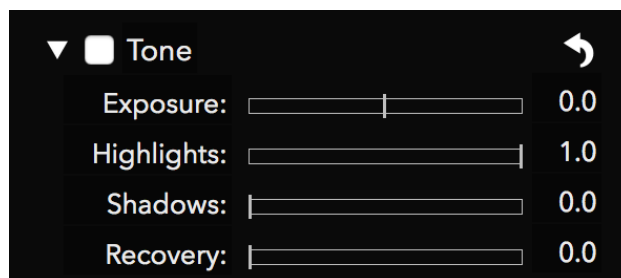 Tone
Exposure: 0.0
Highlights: 1.0
Shadows: 0.0
Recovery: 0.0